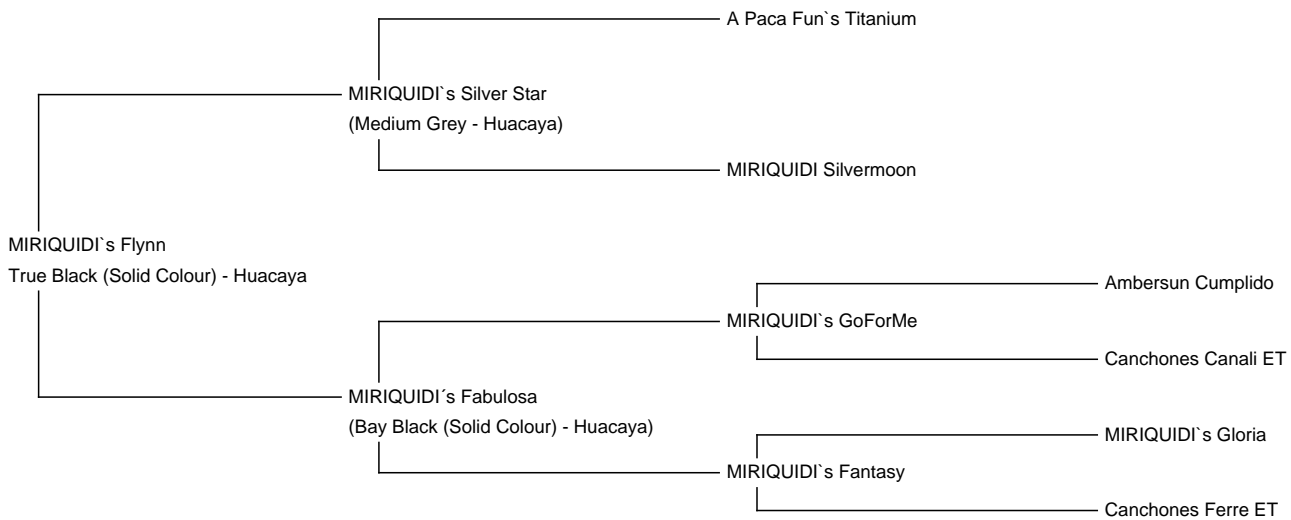 A Paca Fun`s Titanium
MIRIQUIDI`s Silver Star
(Medium Grey - Huacaya)
MIRIQUIDI Silvermoon
MIRIQUIDI`s Flynn
True Black (Solid Colour) - Huacaya
Ambersun Cumplido
MIRIQUIDI`s GoForMe
Canchones Canali ET
MIRIQUIDI´s Fabulosa
(Bay Black (Solid Colour) - Huacaya)
MIRIQUIDI`s Gloria
MIRIQUIDI`s Fantasy
Canchones Ferre ET